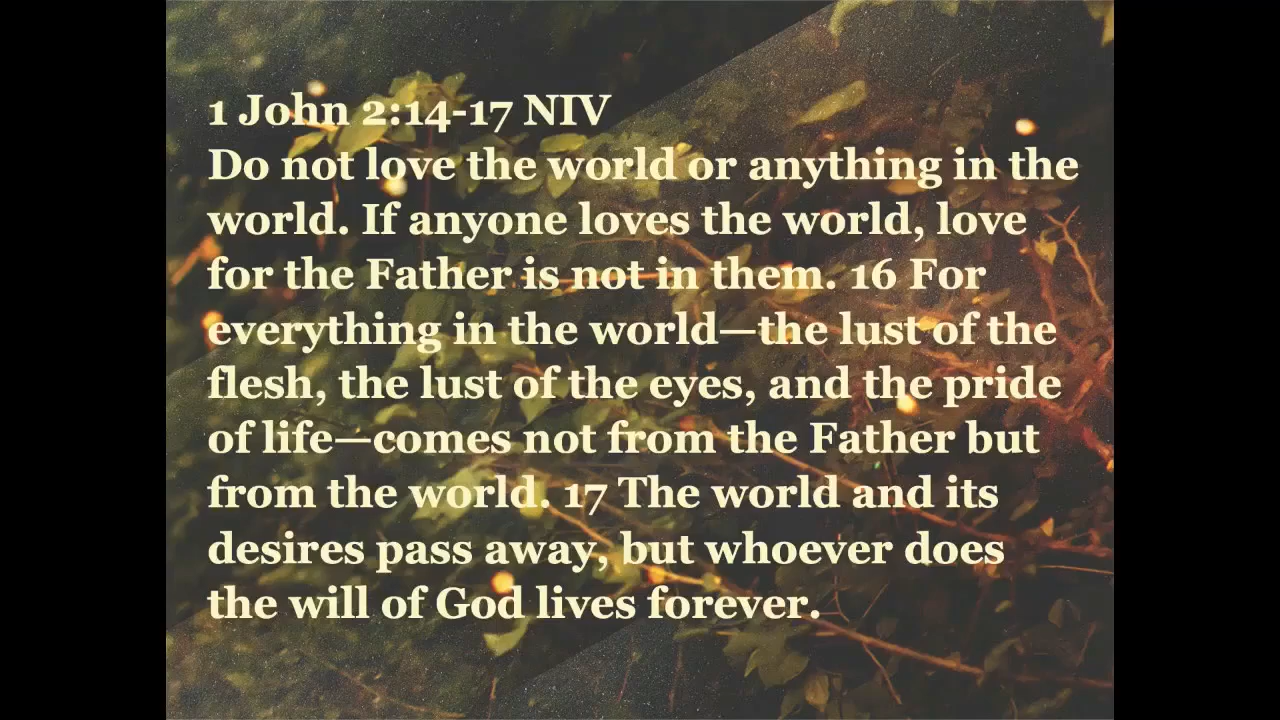 1 John 2:14-17 NIV
Do not love the world or anything in the
world. If anyone loves the world, love
for the Father is not in them. 16 For
everything in the world—the lust of the
flesh, the lust of the eyes, and the pride
of life—comes not from the Father but
from the world. 17 The world and its
desires pass away, but whoever does
the will of God lives forever.